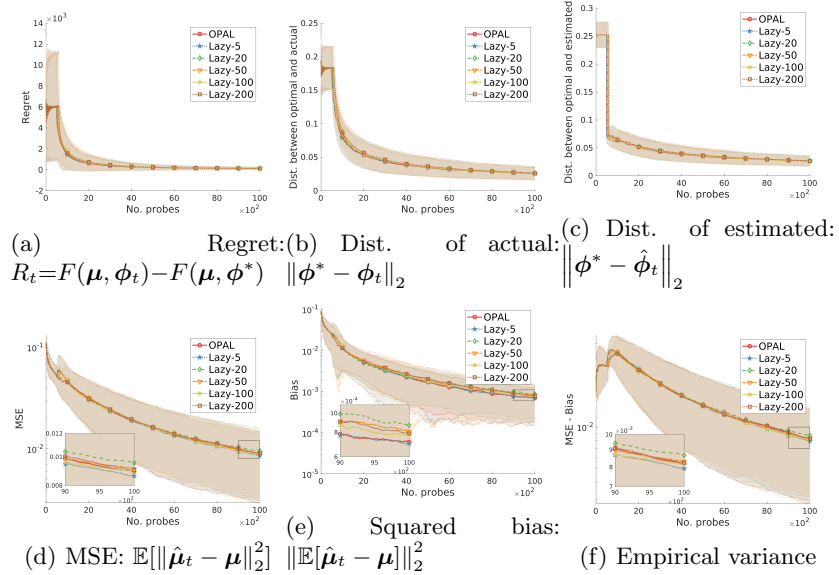 ×10³
12
10
8
6
4
2
0
-2
Regret
OPAL
Lazy-5
Lazy-20
Lazy-50
Lazy-100
Lazy-200
0 20 40 60 80 100
No. probes ×10²
0.25
0.2
0.15
0.1
0.05
0
Dist. between optimal and actual
OPAL
Lazy-5
Lazy-20
Lazy-50
Lazy-100
Lazy-200
0 20 40 60 80 100
No. probes ×10²
0.3
0.25
0.2
0.15
0.1
0.05
0
Dist. between optimal and estimated
OPAL
Lazy-5
Lazy-20
Lazy-50
Lazy-100
Lazy-200
0 20 40 60 80 100
No. probes ×10²
(a) Regret:
R_t=F(μ, ϕ_t)−F(μ, ϕ*)
(b) Dist. of actual:
‖ϕ* − ϕ_t‖₂
(c) Dist. of estimated:
‖ϕ* − ϕ̂_t‖₂
10⁻¹
10⁻²
MSE
OPAL
Lazy-5
Lazy-20
Lazy-50
Lazy-100
Lazy-200
0.012
0.010
0.008
90 95 100
×10²
0 20 40 60 80 100
No. probes ×10²
10⁻¹
10⁻²
10⁻³
10⁻⁴
10⁻⁵
Bias
OPAL
Lazy-5
Lazy-20
Lazy-50
Lazy-100
Lazy-200
×10⁻⁴
10
8
6
92 96 100
×10²
0 20 40 60 80 100
No. probes ×10²
10⁻²
MSE - Bias
OPAL
Lazy-5
Lazy-20
Lazy-50
Lazy-100
Lazy-200
×10⁻³
9
7
90 95 100
×10²
0 20 40 60 80 100
No. probes ×10²
(d) MSE: 𝔼[‖μ̂_t − μ‖₂²]
(e) Squared bias:
‖𝔼[μ̂_t − μ]‖₂²
(f) Empirical variance